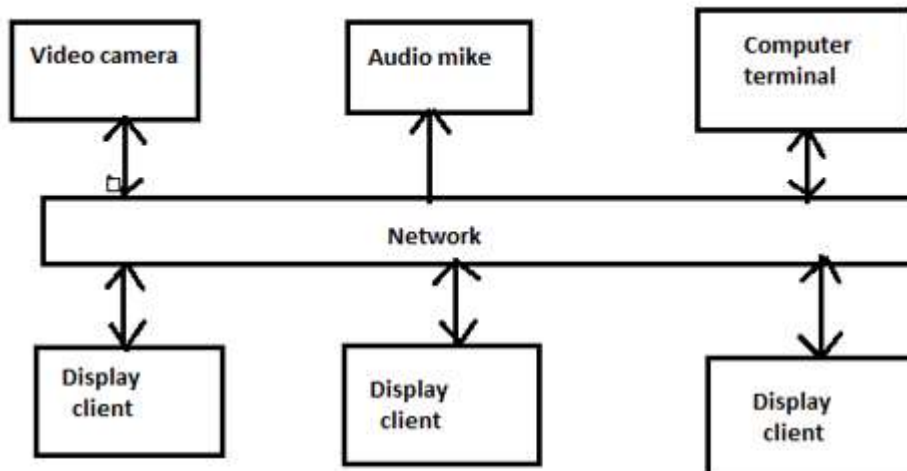 Video camera
Audio mike
Computer
terminal
Network
Display
client
Display
client
Display
client